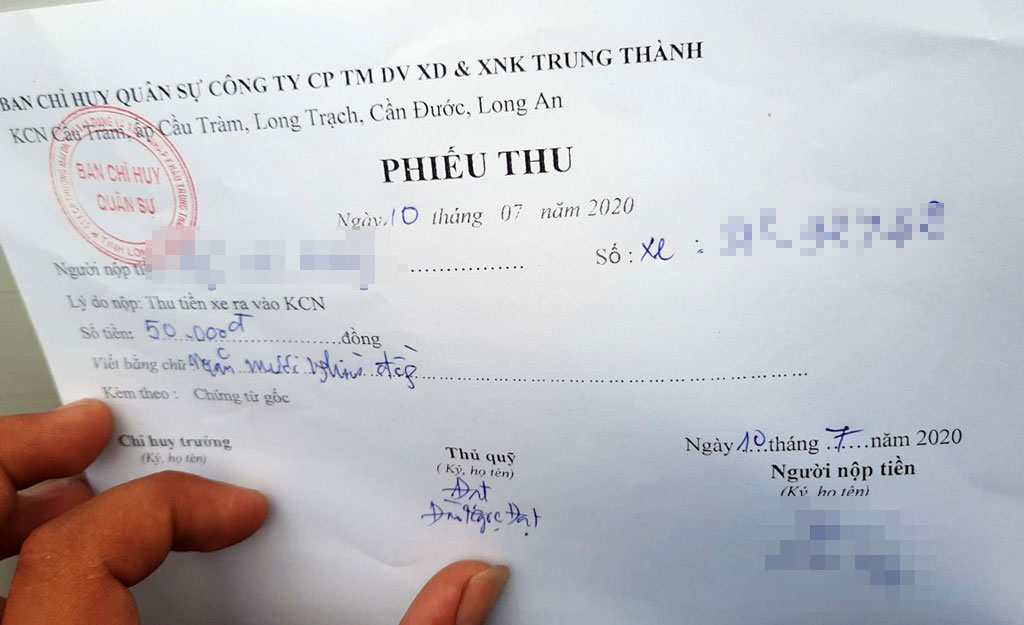 BAN CHỈ HUY QUÂN SỰ CÔNG TY CP TM DV XD & XNK TRUNG THÀNH
KCN Cầu Tràm, ấp Cầu Tràm, Long Trạch, Cần Đước, Long An
BAN CHỈ HUY
QUÂN SỰ
PHIẾU THU
Ngày 10 tháng 07 năm 2020
Người nộp
Số : xe :
Lý do nộp: Thu tiền xe ra vào KCN
Số tiền: 50.000đ đồng
Viết bằng chữ năm mươi nghìn đồng
Kèm theo : Chứng từ gốc
Ngày 10 tháng 7 năm 2020
Chỉ huy trưởng
(Ký, họ tên)
Thủ quỹ
(Ký, họ tên)
Đạt
Ngọc Đạt
Người nộp tiền
(Ký, họ tên)